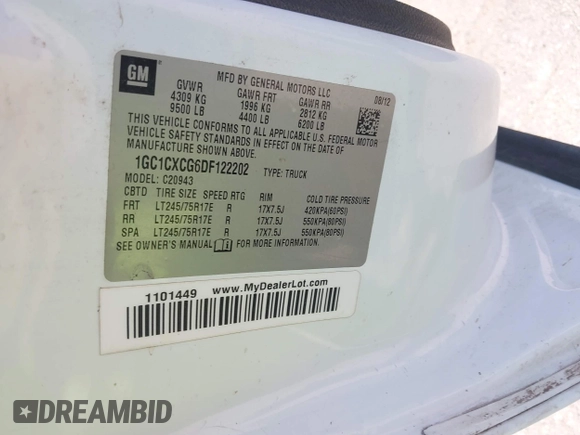 GM
MFD BY GENERAL MOTORS LLC
08/12
GVWR GAWR FRT GAWR RR
4309 KG 1996 KG 2812 KG
9500 LB 4400 LB 6200 LB
THIS VEHICLE CONFORMS TO ALL APPLICABLE U.S. FEDERAL MOTOR
VEHICLE SAFETY STANDARDS IN EFFECT ON THE DATE OF
MANUFACTURE SHOWN ABOVE.
1GC1CXCG6DF122202 TYPE: TRUCK
MODEL: C20943
CBTD TIRE SIZE SPEED RTG RIM COLD TIRE PRESSURE
FRT LT245/75R17E R 17X7.5J 420KPA(60PSI)
RR LT245/75R17E R 17X7.5J 550KPA(80PSI)
SPA LT245/75R17E R 17X7.5J 550KPA(80PSI)
SEE OWNER'S MANUAL FOR MORE INFORMATION.
1101449 www.MyDealerLot.com
DREAMBID